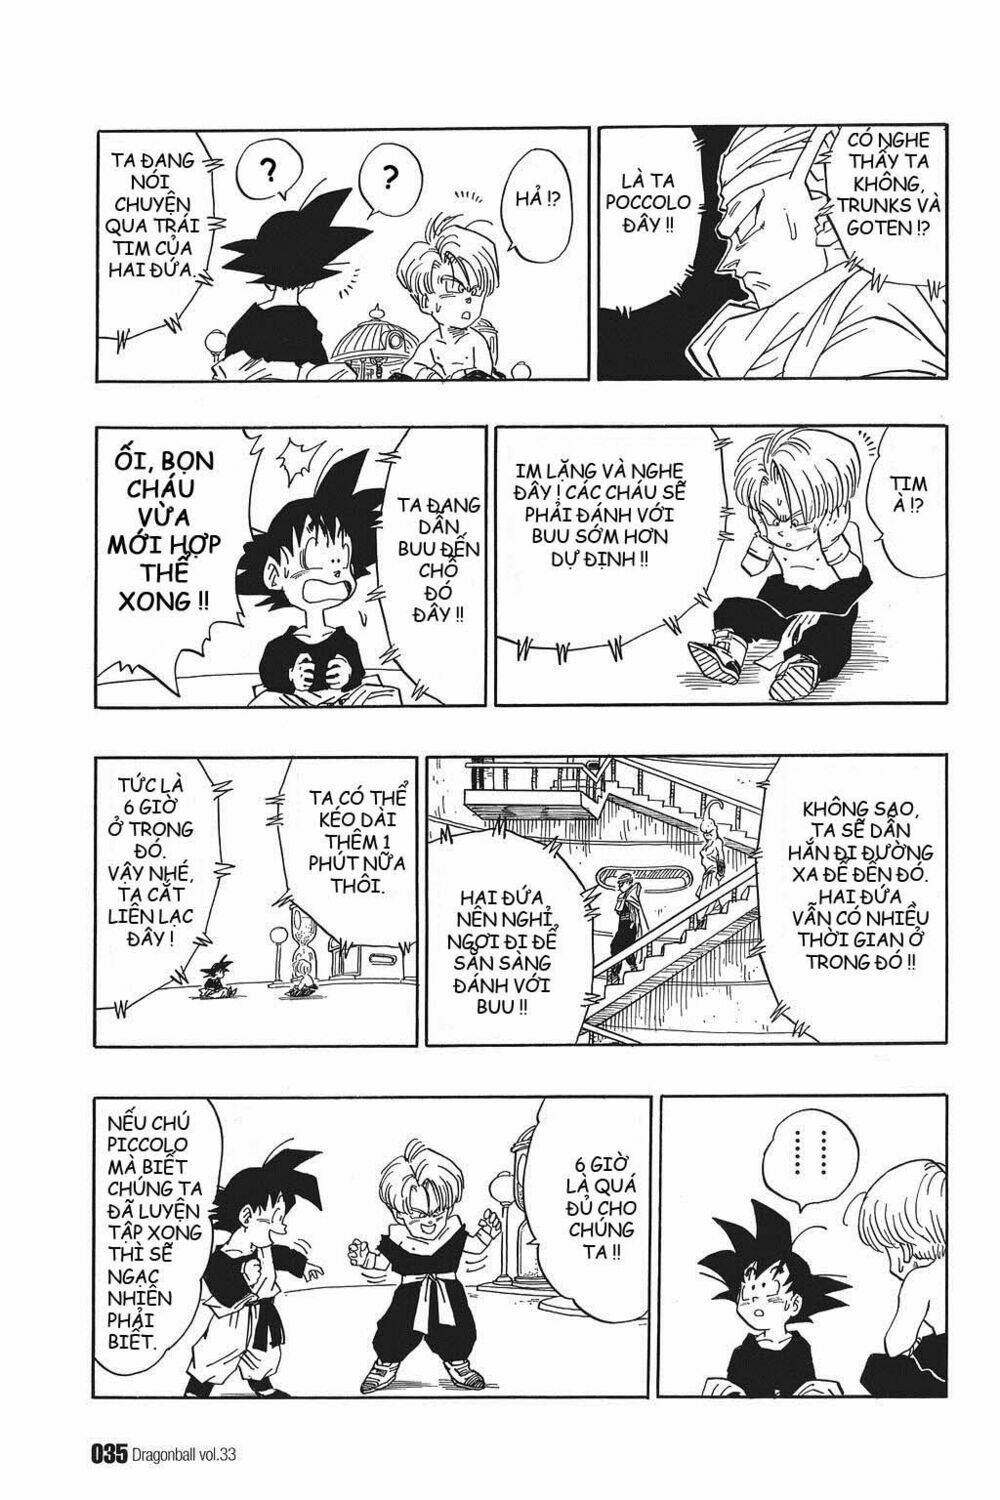 CÓ NGHE
THẤY TA
KHÔNG,
TRUNKS VÀ
GOTEN !?
LÀ TA
POCCOLO
ĐÂY !!
HẢ !?
?
?
TA ĐANG
NÓI
CHUYỆN
QUA TRÁI
TIM CỦA
HAI ĐỨA.
TIM
À !?
IM LẶNG VÀ NGHE
ĐÂY ! CÁC CHÁU SẼ
PHẢI ĐÁNH VỚI
BUU SỚM HƠN
DỰ ĐỊNH !!
TA ĐANG
DẪN
BUU ĐẾN
CHỖ
ĐÓ
ĐÂY !!
ỐI, BỌN
CHÁU
VỪA
MỚI HỢP
THỂ
XONG !!
KHÔNG SAO,
TA SẼ DẪN
HẮN ĐI ĐƯỜNG
XA ĐỂ ĐẾN ĐÓ.
HAI ĐỨA
VẪN CÓ NHIỀU
THỜI GIAN Ở
TRONG ĐÓ !!
HAI ĐỨA
NÊN NGHỈ
NGƠI ĐI ĐỂ
SẴN SÀNG
ĐÁNH VỚI
BUU !!
TA CÓ THỂ
KÉO DÀI
THÊM 1
PHÚT NỮA
THÔI.
TỨC LÀ
6 GIỜ
Ở TRONG
ĐÓ.
VẬY NHÉ,
TA CẮT
LIÊN LẠC
ĐÂY !
......
6 GIỜ
LÀ QUÁ
ĐỦ CHO
CHÚNG
TA !!
NẾU CHÚ
PICCOLO
MÀ BIẾT
CHÚNG TA
ĐÃ LUYỆN
TẬP XONG
THÌ SẼ
NGẠC
NHIÊN
PHẢI
BIẾT.
035 Dragonball vol.33